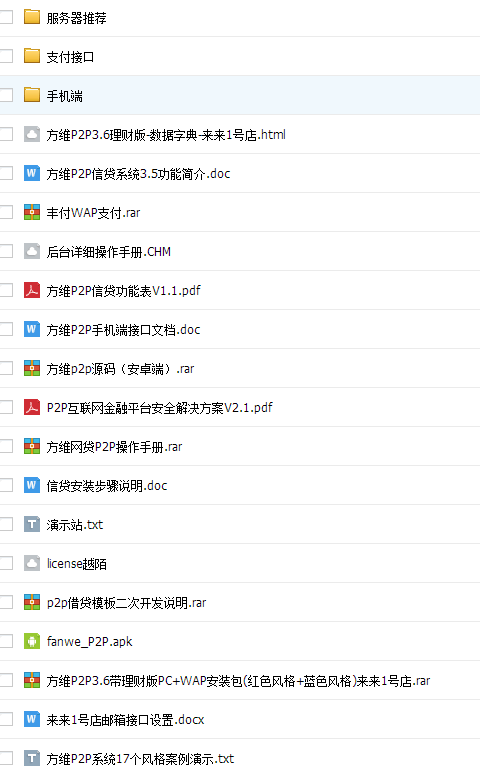 服务器推荐
支付接口
手机端
方维P2P3.6理财版-数据字典-来来1号店.html
方维P2P信贷系统3.5功能简介.doc
丰付WAP支付.rar
后台详细操作手册.CHM
方维P2P信贷功能表V1.1.pdf
方维P2P手机端接口文档.doc
方维p2p源码（安卓端）.rar
P2P互联网金融平台安全解决方案V2.1.pdf
方维网贷P2P操作手册.rar
信贷安装步骤说明.doc
演示站.txt
license越陌
p2p借贷模板二次开发说明.rar
fanwe_P2P.apk
方维P2P3.6带理财版PC+WAP安装包(红色风格+蓝色风格)来来1号店.rar
来来1号店邮箱接口设置.docx
方维P2P系统17个风格案例演示.txt